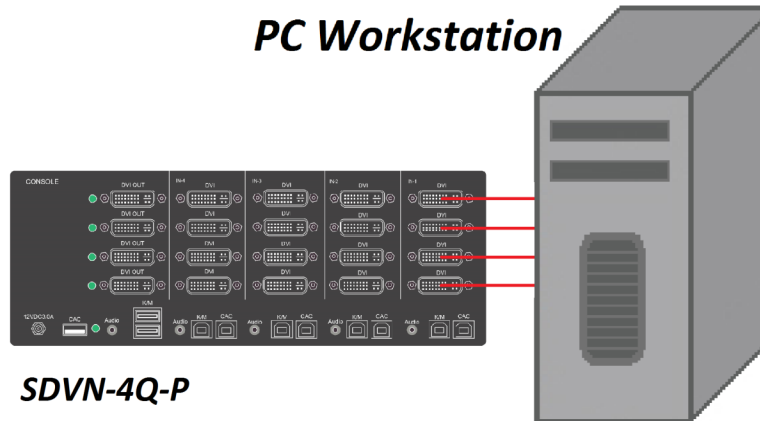 PC Workstation
CONSOLE
IN-4
IN-3
IN-2
IN-1
DVI OUT DVI DVI DVI DVI
DVI OUT DVI DVI DVI DVI
DVI OUT DVI DVI DVI DVI
DVI OUT DVI DVI DVI DVI
K/M
12VDC3.0A CAC Audio Audio K/M CAC Audio K/M CAC Audio K/M CAC Audio K/M CAC
SDVN-4Q-P